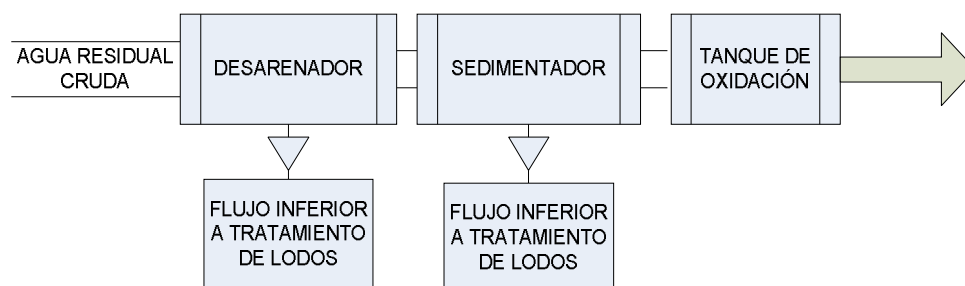 AGUA RESIDUAL
CRUDA
DESARENADOR
SEDIMENTADOR
TANQUE DE
OXIDACIÓN
FLUJO INFERIOR
A TRATAMIENTO
DE LODOS
FLUJO INFERIOR
A TRATAMIENTO
DE LODOS